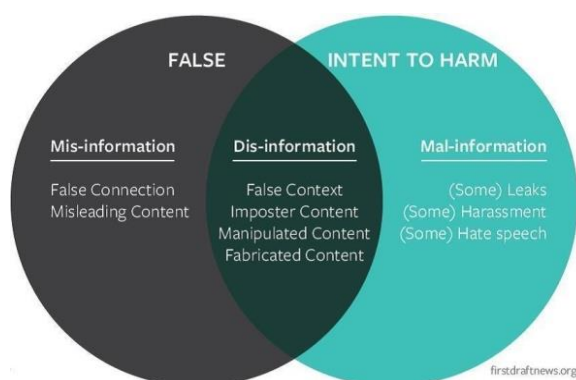 FALSE
INTENT TO HARM
Mis-information
False Connection
Misleading Content
Dis-information
False Context
Imposter Content
Manipulated Content
Fabricated Content
Mal-information
(Some) Leaks
(Some) Harassment
(Some) Hate speech
firstdraftnews.org